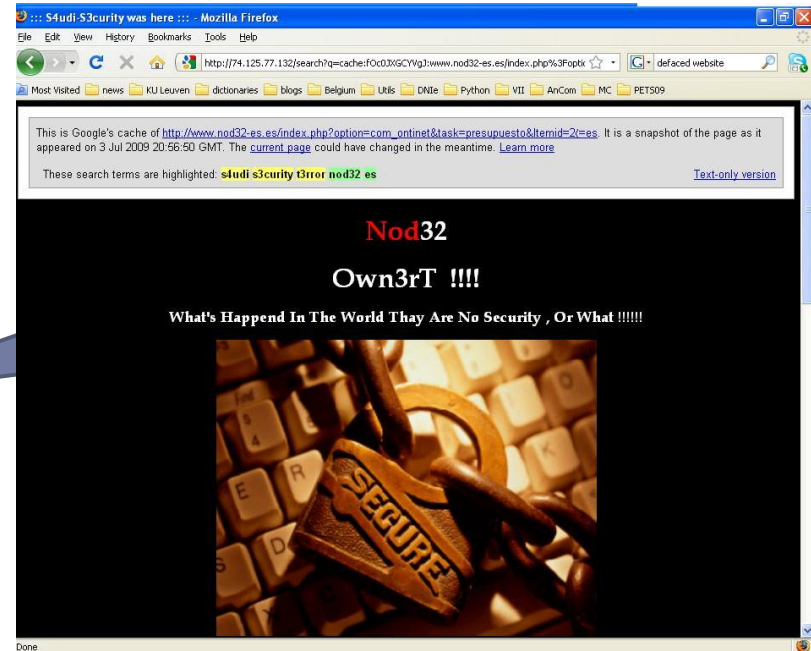 ::: S4udi-S3curity was here ::: - Mozilla Firefox
File Edit View History Bookmarks Tools Help
http://74.125.77.132/search?q=cache:fOc0JXGCYVgJ:www.nod32-es.es/index.php%3Foptic
G defaced website
Most Visited news KU Leuven dictionaries blogs Belgium Utils DNIe Python VII AnCom MC PETS09
This is Google's cache of http://www.nod32-es.es/index.php?option=com_ontinet&task=presupuesto&Itemid=2(=es. It is a snapshot of the page as it
appeared on 3 Jul 2009 20:56:50 GMT. The current page could have changed in the meantime. Learn more
These search terms are highlighted: s4udi s3curity t3rror nod32 es
Text-only version
Nod32
Own3rT !!!!
What's Happend In The World Thay Are No Security , Or What !!!!!!
SECURE
Done